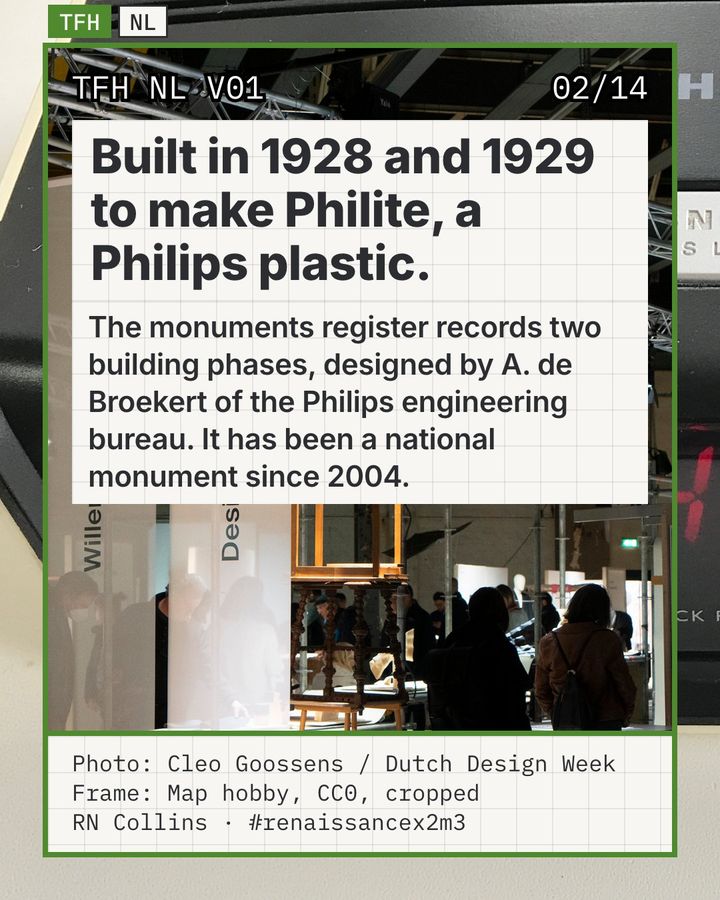 TFH NL
TFH NL V01 02/14
Built in 1928 and 1929
to make Philite, a
Philips plastic.
The monuments register records two
building phases, designed by A. de
Broekert of the Philips engineering
bureau. It has been a national
monument since 2004.
Photo: Cleo Goossens / Dutch Design Week
Frame: Map hobby, CC0, cropped
RN Collins · #renaissancex2m3